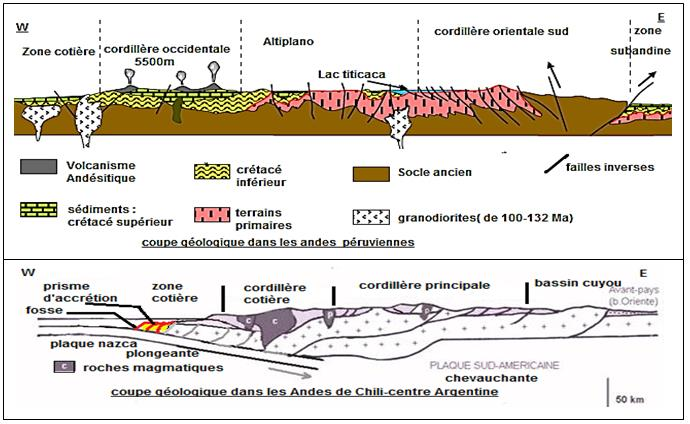 W
E
Zone cotière
cordillère occidentale
5500m
Altiplano
cordillère orientale sud
zone
subandine
Lac titicaca
Volcanisme
Andésitique
crétacé
inférieur
Socle ancien
failles inverses
sédiments :
crétacé supérieur
terrains
primaires
granodiorites( de 100-132 Ma)
coupe géologique dans les andes péruviennes
W
E
prisme
d'accrétion
fosse
zone
cotière
cordillère
cotière
cordillère principale
bassin cuyou
Avant-pays
(b.Oriente)
C
C
P
P
plaque nazca
plongeante
PLAQUE SUD-AMERICAINE
chevauchante
C
roches magmatiques
50 km
coupe géologique dans les Andes de Chili-centre Argentine